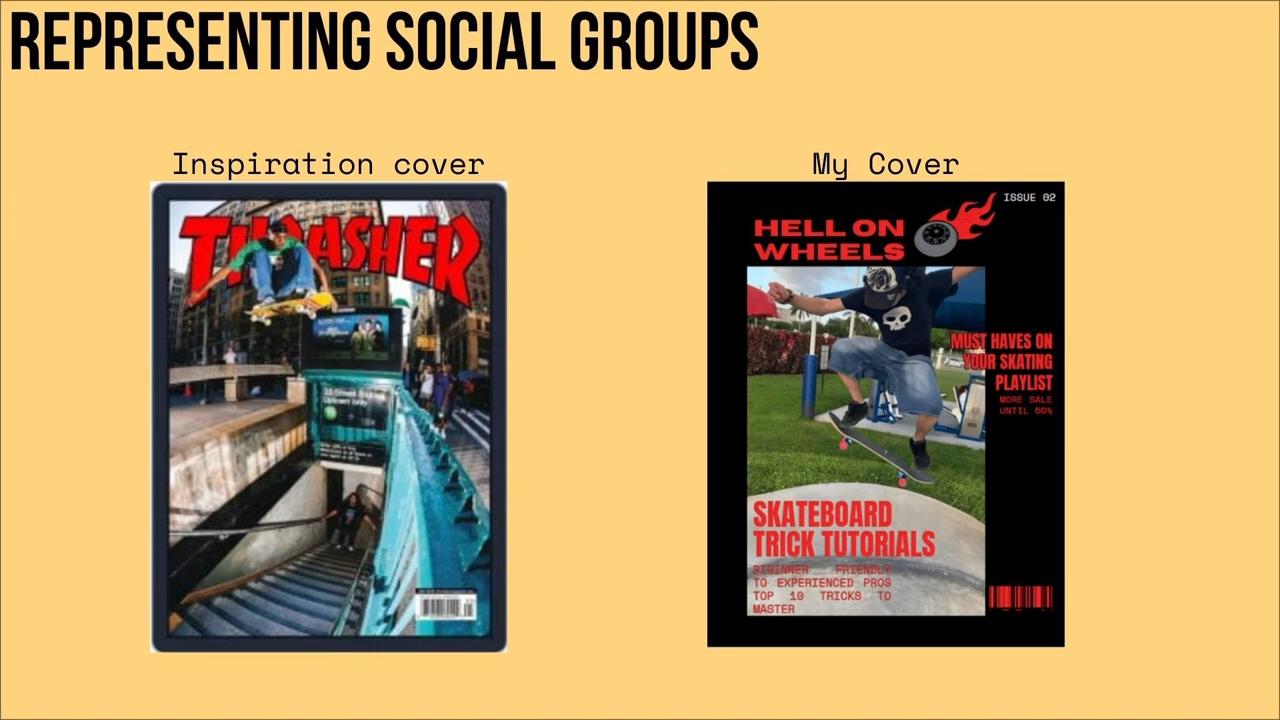 REPRESENTING SOCIAL GROUPS
Inspiration cover
My Cover
THRASHER
ISSUE 02
HELL ON
WHEELS
MUST HAVES ON
YOUR SKATING
PLAYLIST
MORE SALE
UNTIL 50%
SKATEBOARD
TRICK TUTORIALS
BIGINNER FRIENDLY
TO EXPERIENCED PROS
TOP 10 TRICKS TO
MASTER